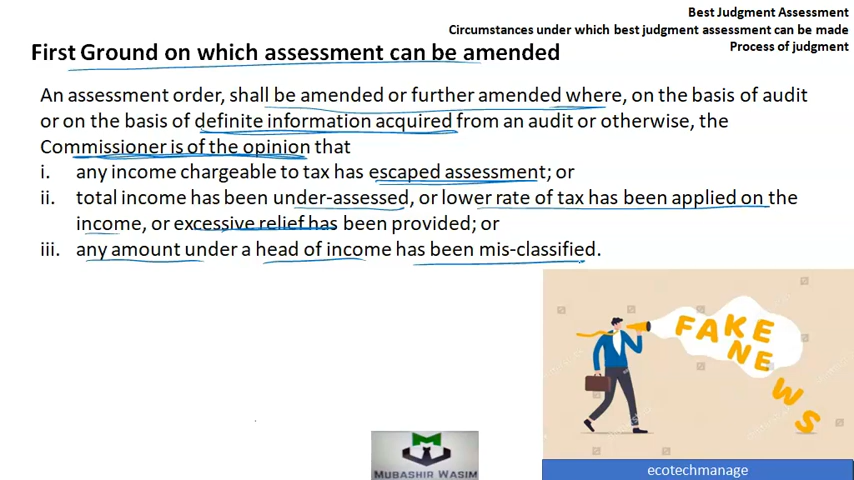 Best Judgment Assessment
Circumstances under which best judgment assessment can be made
Process of judgment
First Ground on which assessment can be amended
An assessment order, shall be amended or further amended where, on the basis of audit
or on the basis of definite information acquired from an audit or otherwise, the
Commissioner is of the opinion that
i. any income chargeable to tax has escaped assessment; or
ii. total income has been under-assessed, or lower rate of tax has been applied on the
income, or excessive relief has been provided; or
iii. any amount under a head of income has been mis-classified.
FAKE
NEWS
MUBASHIR WASIM
ecotechmanage